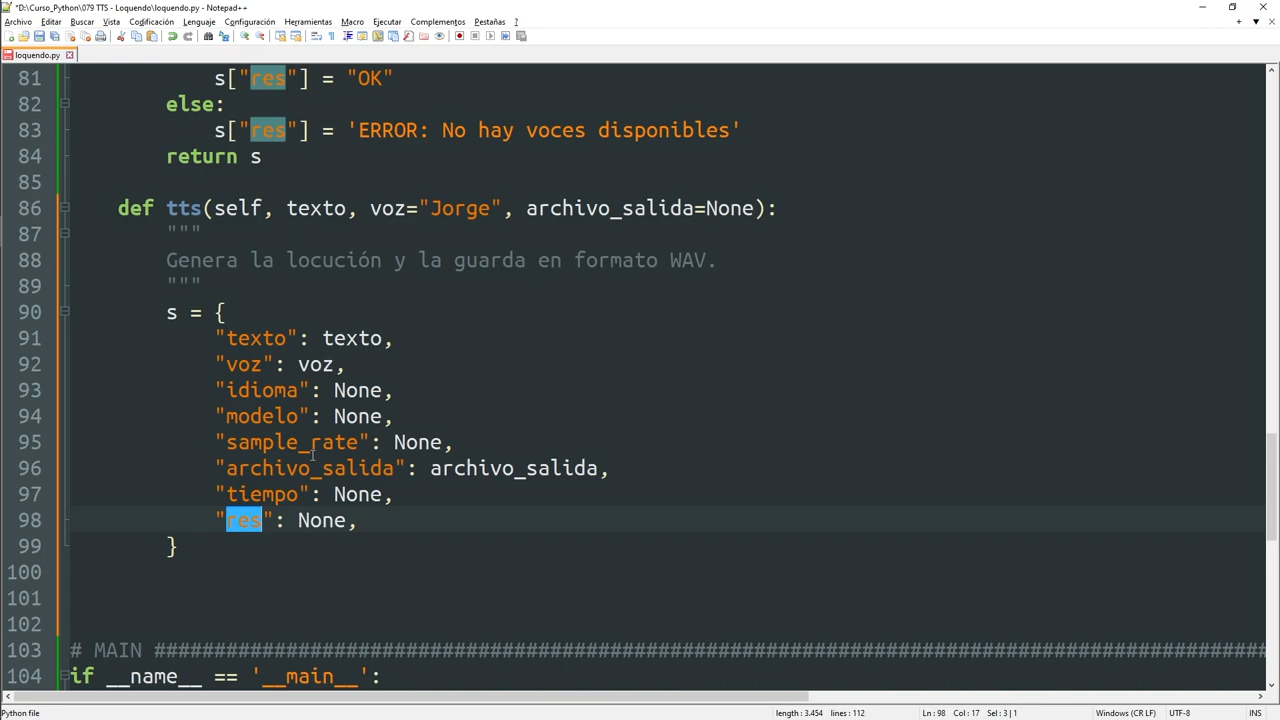 *D:\Curso_Python\079 TTS - Loquendo\loquendo.py - Notepad++
Archivo Editar Buscar Vista Codificación Lenguaje Configuración Herramientas Macro Ejecutar Complementos Pestañas ?
loquendo.py
81 s["res"] = "OK"
82 else:
83 s["res"] = 'ERROR: No hay voces disponibles'
84 return s
85
86 def tts(self, texto, voz="Jorge", archivo_salida=None):
87 """
88 Genera la locución y la guarda en formato WAV.
89 """
90 s = {
91 "texto": texto,
92 "voz": voz,
93 "idioma": None,
94 "modelo": None,
95 "sample_rate": None,
96 "archivo_salida": archivo_salida,
97 "tiempo": None,
98 "res": None,
99 }
100
101
102
103 # MAIN ####################################################################################################
104 if __name__ == '__main__':
Python file length : 3.454 lines : 112 Ln : 98 Col : 17 Sel : 3 | 1 Windows (CR LF) UTF-8 INS